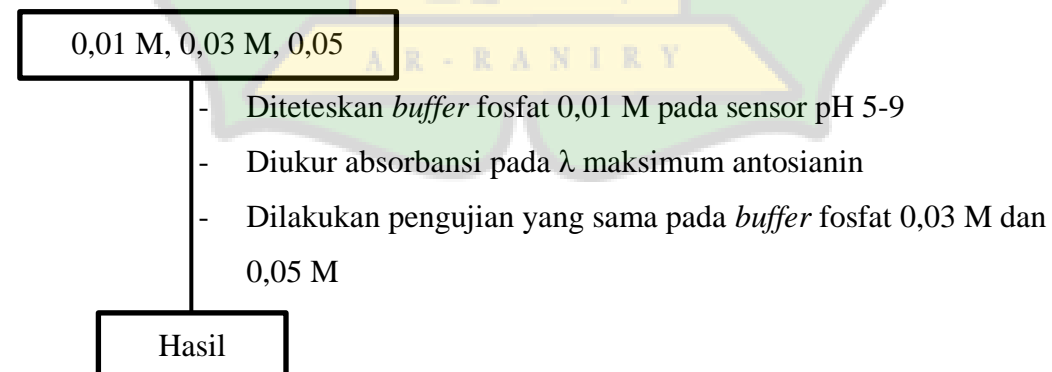 0,01 M, 0,03 M, 0,05
AR-RANIRY
- Diteteskan buffer fosfat 0,01 M pada sensor pH 5-9
- Diukur absorbansi pada λ maksimum antosianin
- Dilakukan pengujian yang sama pada buffer fosfat 0,03 M dan
0,05 M
Hasil